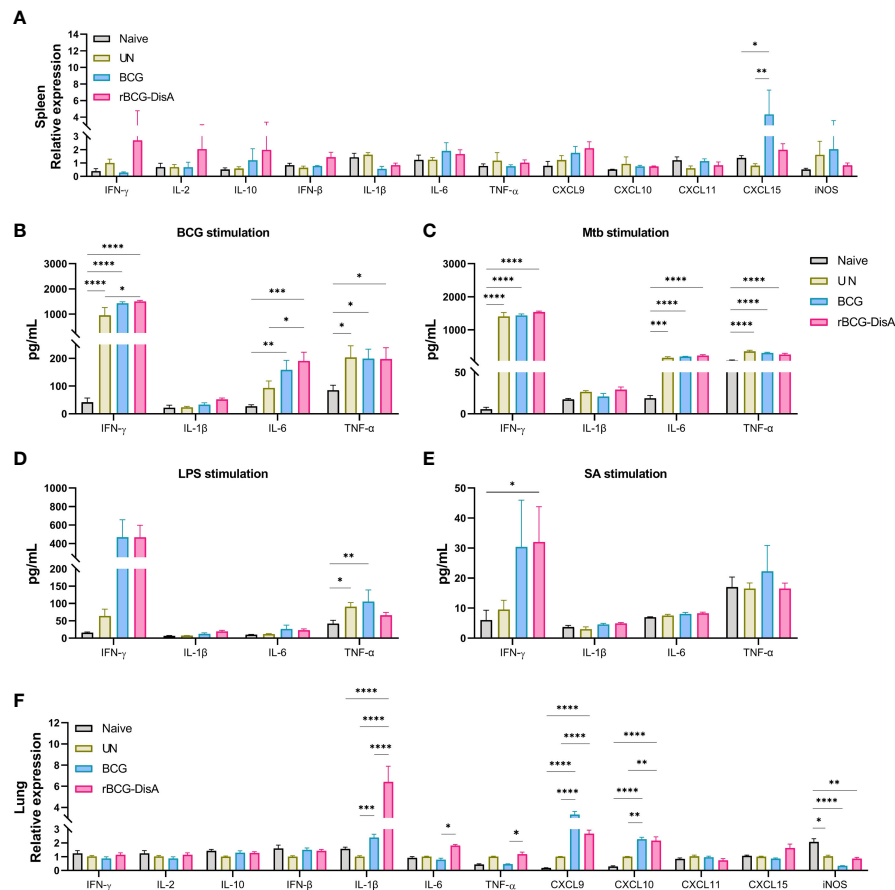 A
Spleen
Relative expression
14
12
10
8
6
4
3
2
1
0
Naive
UN
BCG
rBCG-DisA
*
**
IFN-γ
IL-2
IL-10
IFN-β
IL-1β
IL-6
TNF-α
CXCL9
CXCL10
CXCL11
CXCL15
iNOS
B
BCG stimulation
pg/mL
3000
2000
1000
200
100
0
****
****
****
*
***
*
**
*
*
*
IFN-γ
IL-1β
IL-6
TNF-α
C
Mtb stimulation
pg/mL
3000
2000
1000
50
0
****
****
****
****
****
***
****
****
****
Naive
UN
BCG
rBCG-DisA
IFN-γ
IL-1β
IL-6
TNF-α
D
LPS stimulation
pg/mL
1000
800
600
400
200
150
100
50
0
**
*
IFN-γ
IL-1β
IL-6
TNF-α
E
SA stimulation
pg/mL
50
40
30
20
10
0
*
IFN-γ
IL-1β
IL-6
TNF-α
F
Lung
Relative expression
12
10
8
6
4
3
2
1
0
Naive
UN
BCG
rBCG-DisA
****
****
****
***
*
*
****
****
****
****
****
**
****
**
**
****
*
IFN-γ
IL-2
IL-10
IFN-β
IL-1β
IL-6
TNF-α
CXCL9
CXCL10
CXCL11
CXCL15
iNOS